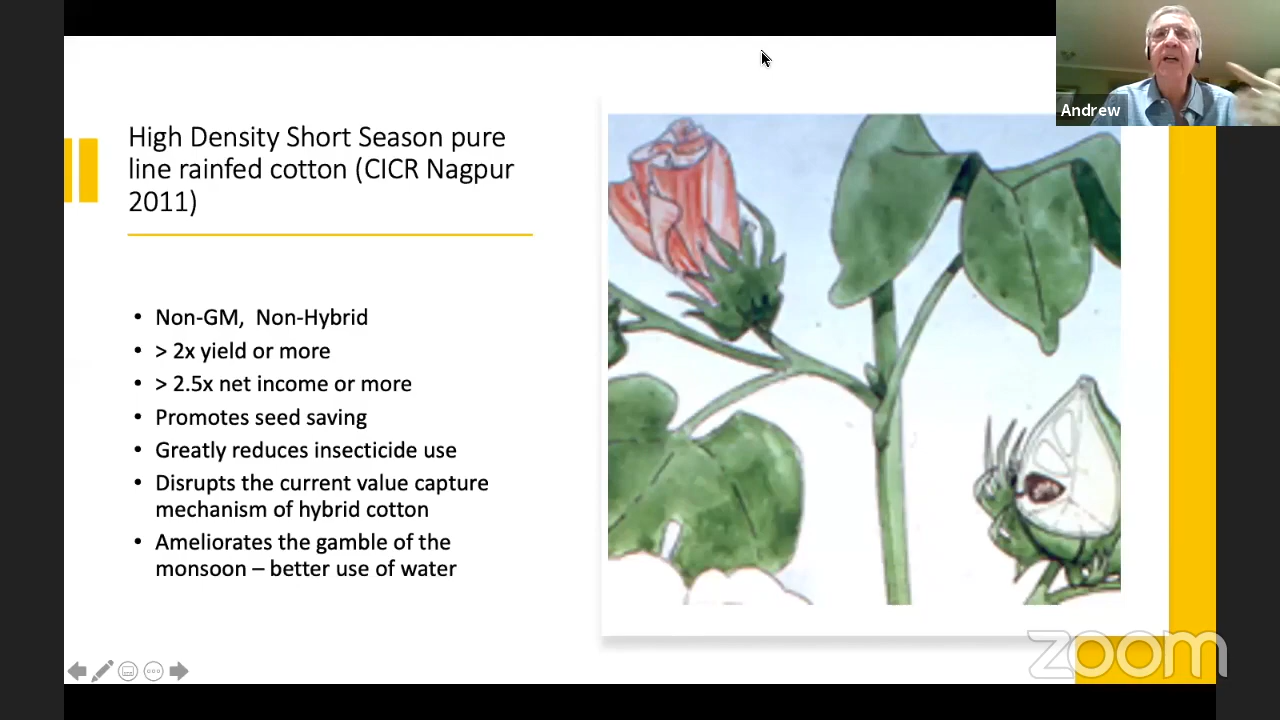 High Density Short Season pure
line rainfed cotton (CICR Nagpur
2011)
• Non-GM, Non-Hybrid
• > 2x yield or more
• > 2.5x net income or more
• Promotes seed saving
• Greatly reduces insecticide use
• Disrupts the current value capture
mechanism of hybrid cotton
• Ameliorates the gamble of the
monsoon – better use of water
Andrew
zoom